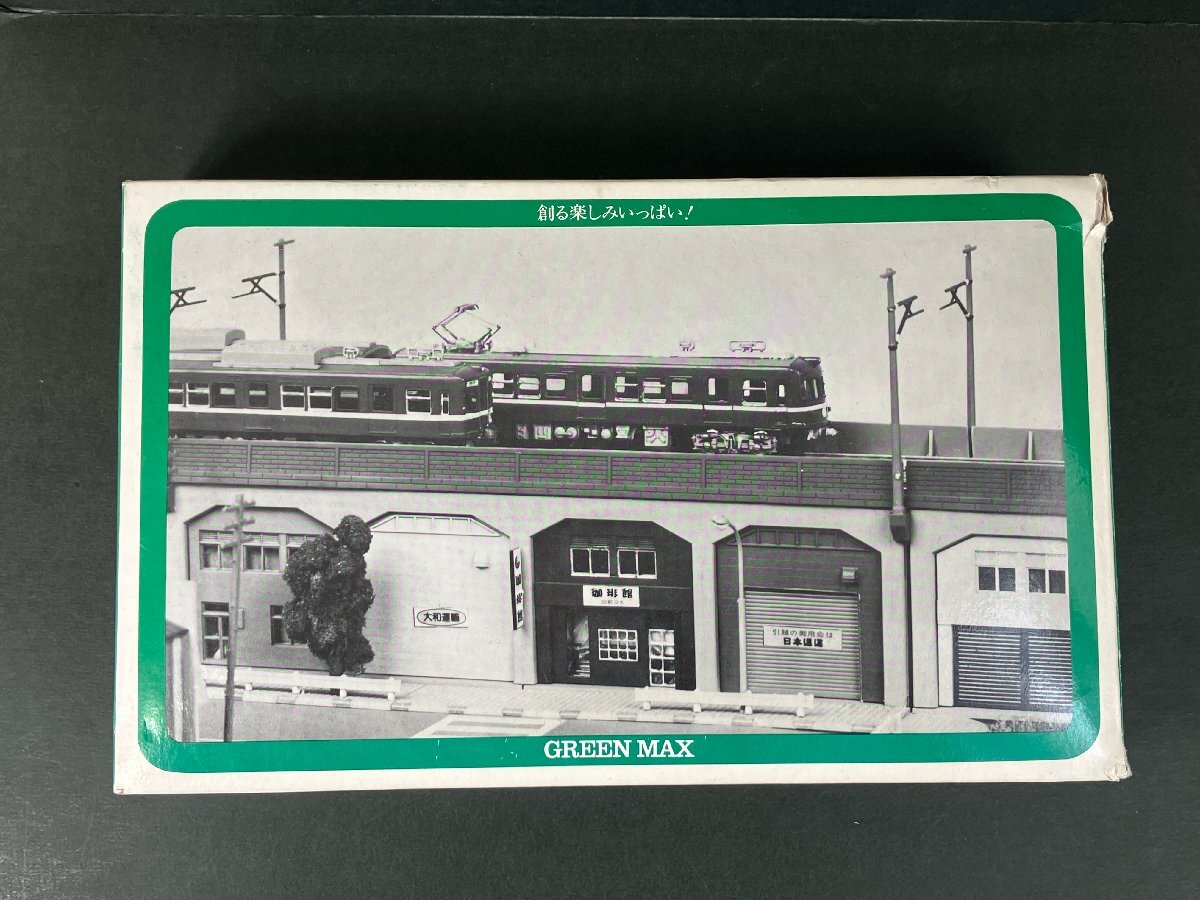 創る楽しみいっぱい!
珈琲館
大和運輸
引越の御用命は
日本通運
GREEN MAX